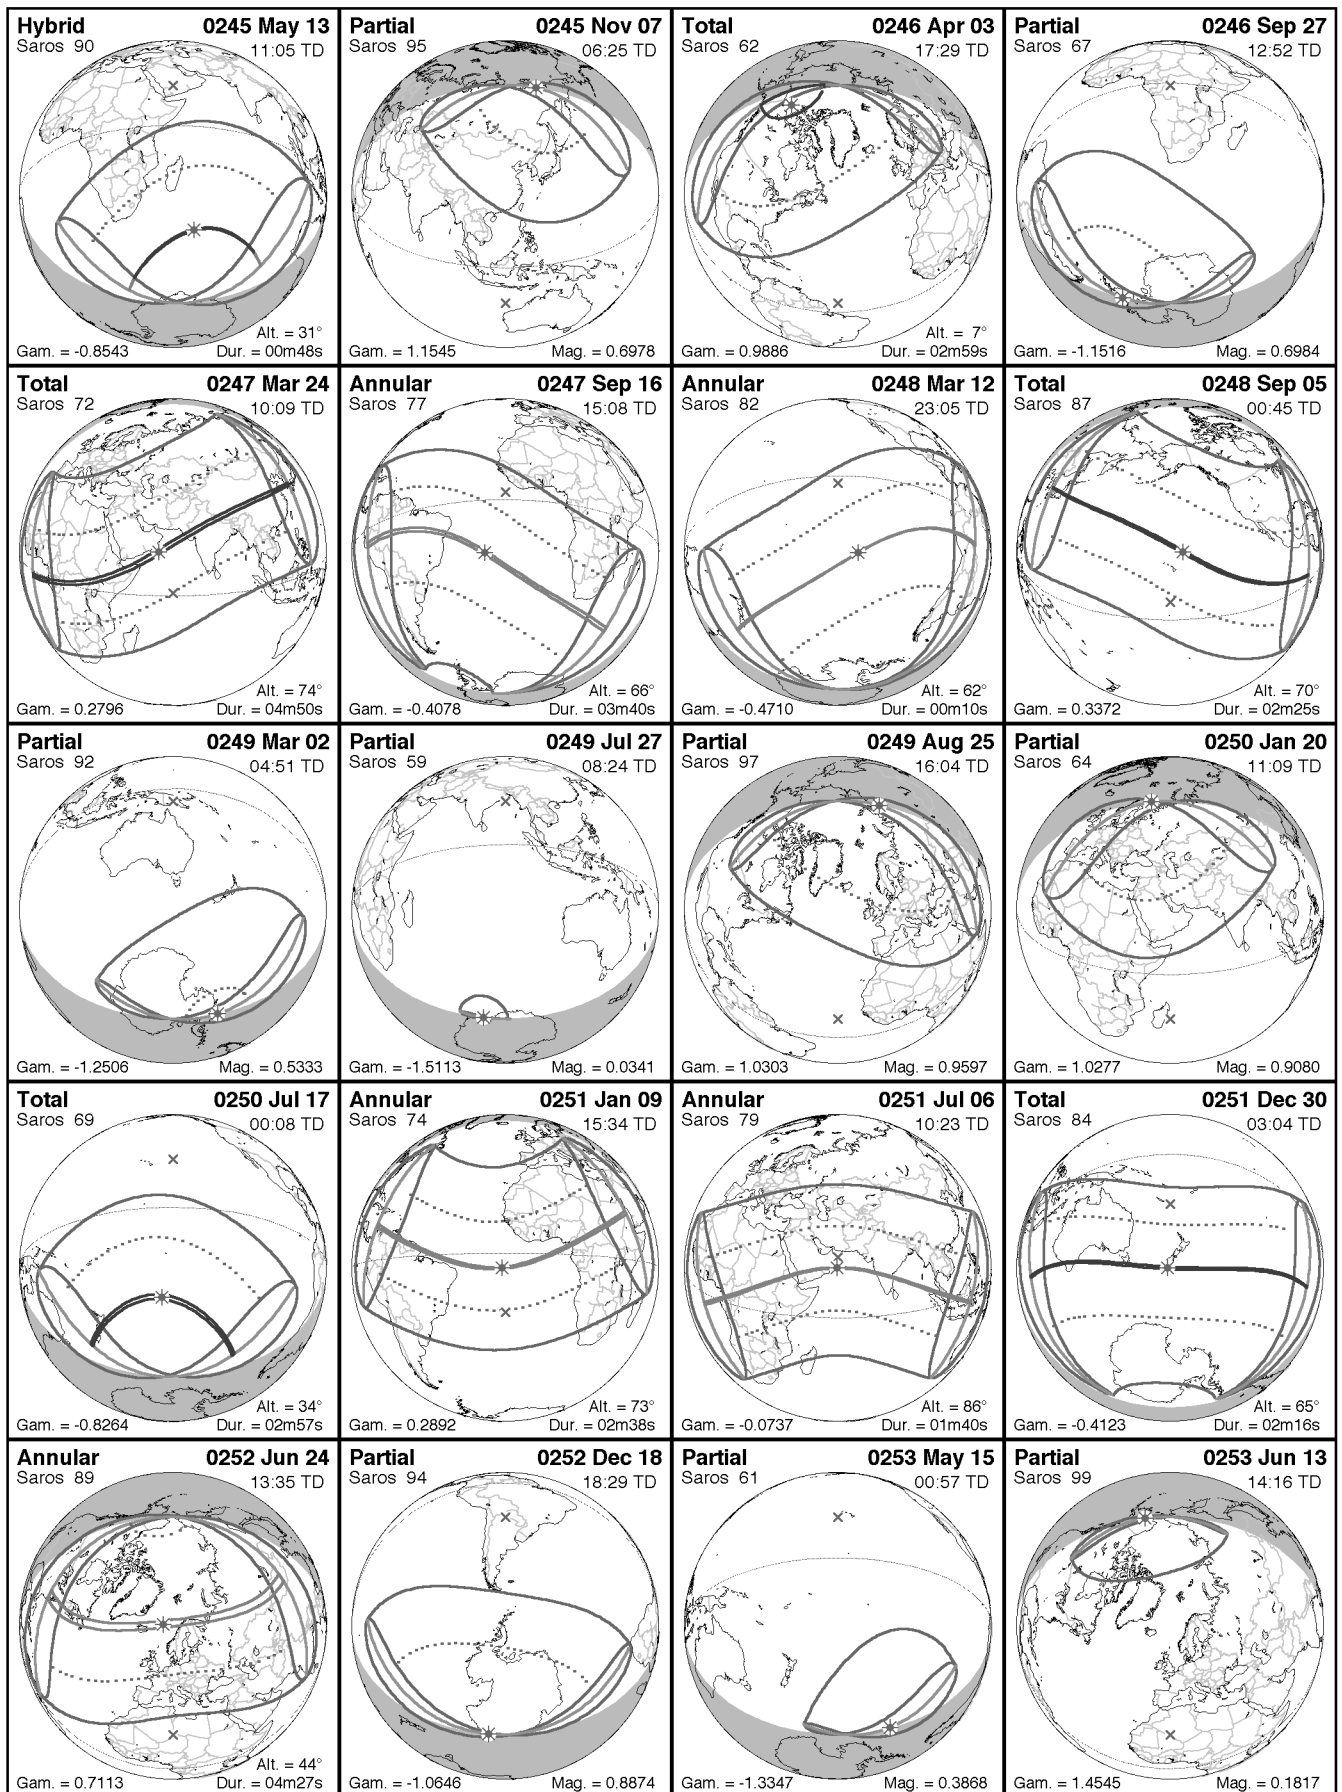 Hybrid 0245 May 13
Saros 90 11:05 TD
Alt. = 31°
Gam. = -0.8543 Dur. = 00m48s
Partial 0245 Nov 07
Saros 95 06:25 TD
Gam. = 1.1545 Mag. = 0.6978
Total 0246 Apr 03
Saros 62 17:29 TD
Alt. = 7°
Gam. = 0.9886 Dur. = 02m59s
Partial 0246 Sep 27
Saros 67 12:52 TD
Gam. = -1.1516 Mag. = 0.6984
Total 0247 Mar 24
Saros 72 10:09 TD
Alt. = 74°
Gam. = 0.2796 Dur. = 04m50s
Annular 0247 Sep 16
Saros 77 15:08 TD
Alt. = 66°
Gam. = -0.4078 Dur. = 03m40s
Annular 0248 Mar 12
Saros 82 23:05 TD
Alt. = 62°
Gam. = -0.4710 Dur. = 00m10s
Total 0248 Sep 05
Saros 87 00:45 TD
Alt. = 70°
Gam. = 0.3372 Dur. = 02m25s
Partial 0249 Mar 02
Saros 92 04:51 TD
Gam. = -1.2506 Mag. = 0.5333
Partial 0249 Jul 27
Saros 59 08:24 TD
Gam. = -1.5113 Mag. = 0.0341
Partial 0249 Aug 25
Saros 97 16:04 TD
Gam. = 1.0303 Mag. = 0.9597
Partial 0250 Jan 20
Saros 64 11:09 TD
Gam. = 1.0277 Mag. = 0.9080
Total 0250 Jul 17
Saros 69 00:08 TD
Alt. = 34°
Gam. = -0.8264 Dur. = 02m57s
Annular 0251 Jan 09
Saros 74 15:34 TD
Alt. = 73°
Gam. = 0.2892 Dur. = 02m38s
Annular 0251 Jul 06
Saros 79 10:23 TD
Alt. = 86°
Gam. = -0.0737 Dur. = 01m40s
Total 0251 Dec 30
Saros 84 03:04 TD
Alt. = 65°
Gam. = -0.4123 Dur. = 02m16s
Annular 0252 Jun 24
Saros 89 13:35 TD
Alt. = 44°
Gam. = 0.7113 Dur. = 04m27s
Partial 0252 Dec 18
Saros 94 18:29 TD
Gam. = -1.0646 Mag. = 0.8874
Partial 0253 May 15
Saros 61 00:57 TD
Gam. = -1.3347 Mag. = 0.3868
Partial 0253 Jun 13
Saros 99 14:16 TD
Gam. = 1.4545 Mag. = 0.1817